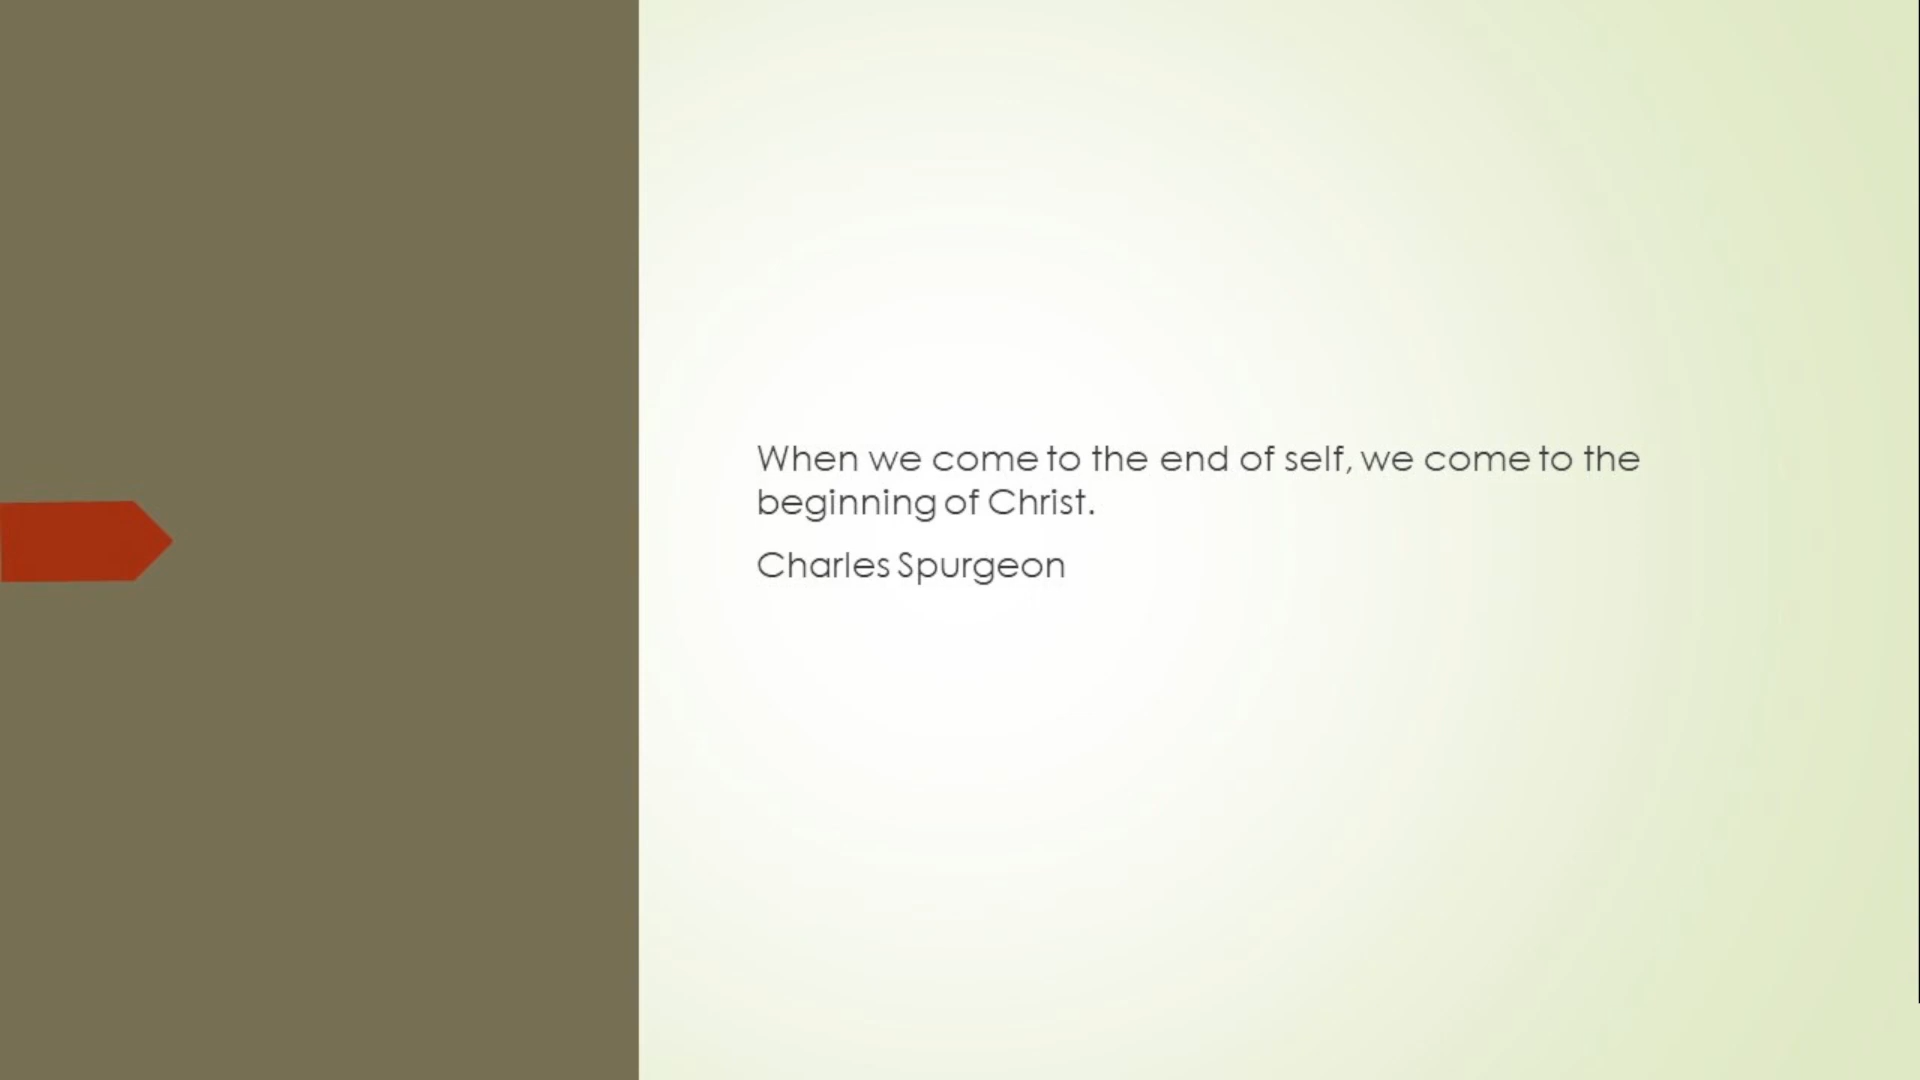 When we come to the end of self, we come to the
beginning of Christ.
Charles Spurgeon